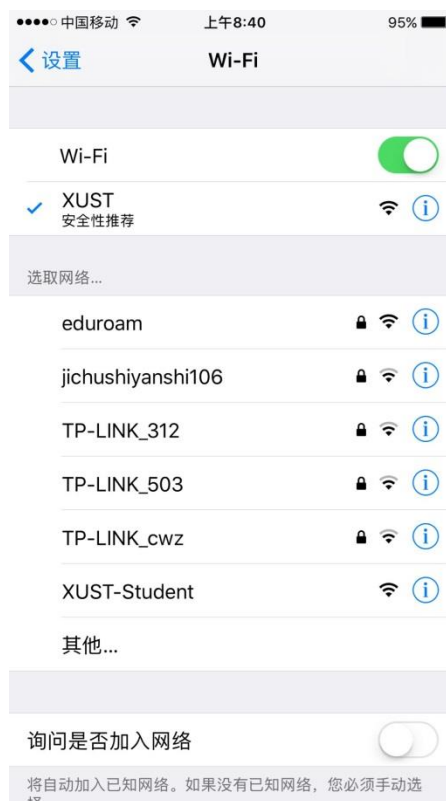 中国移动 上午8:40 95%
设置 Wi-Fi
Wi-Fi
XUST
安全性推荐
选取网络...
eduroam
jichushiyanshi106
TP-LINK_312
TP-LINK_503
TP-LINK_cwz
XUST-Student
其他...
询问是否加入网络
将自动加入已知网络。如果没有已知网络，您必须手动选